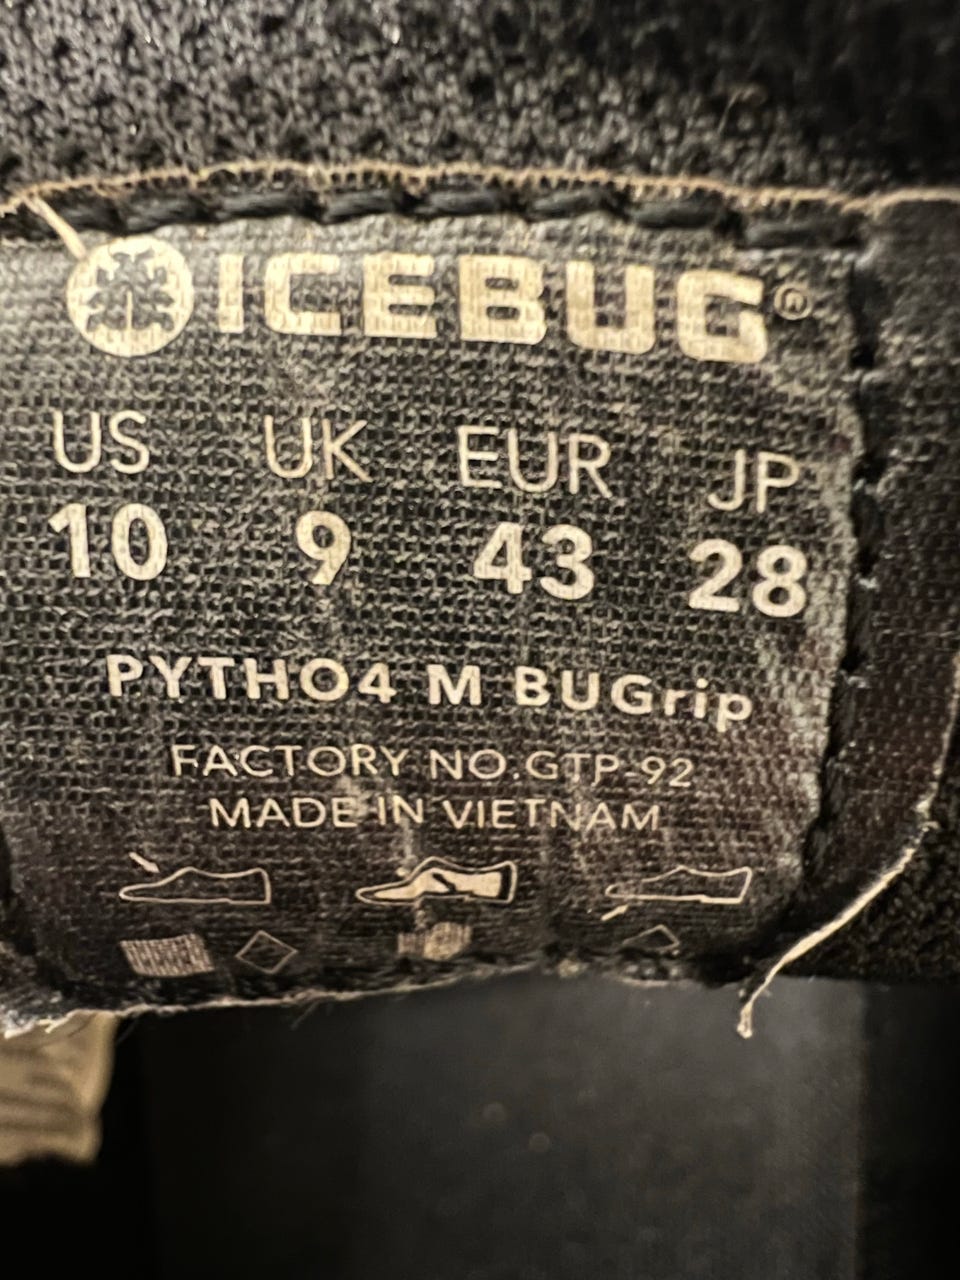 ICEBUG®
US UK EUR JP
10 9 43 28
PYTHO4 M BUGrip
FACTORY NO.GTP-92
MADE IN VIETNAM